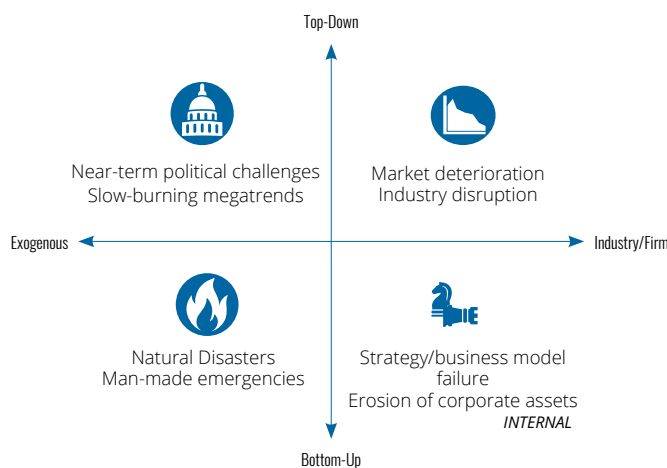 Top-Down
Near-term political challenges
Slow-burning megatrends
Market deterioration
Industry disruption
Exogenous
Industry/Firm
Natural Disasters
Man-made emergencies
Strategy/business model
failure
Erosion of corporate assets
INTERNAL
Bottom-Up